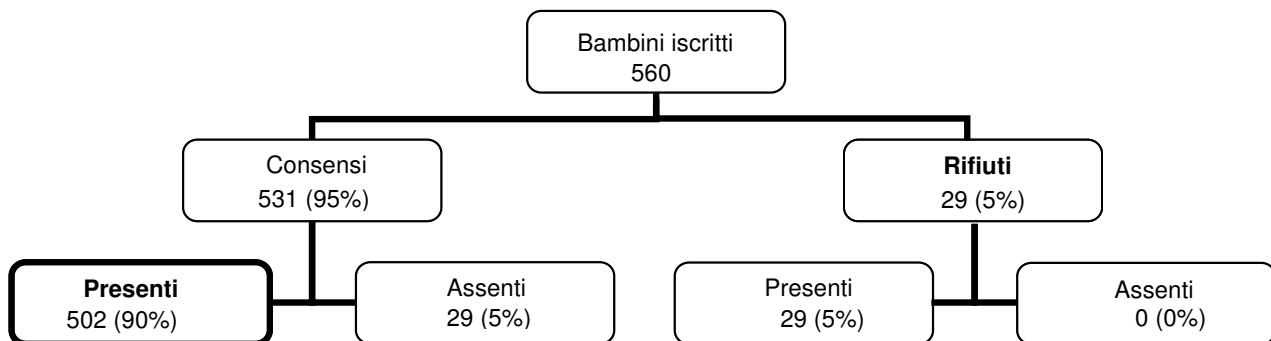 Bambini iscritti
560
Consensi
531 (95%)
Rifiuti
29 (5%)
Presenti
502 (90%)
Assenti
29 (5%)
Presenti
29 (5%)
Assenti
0 (0%)